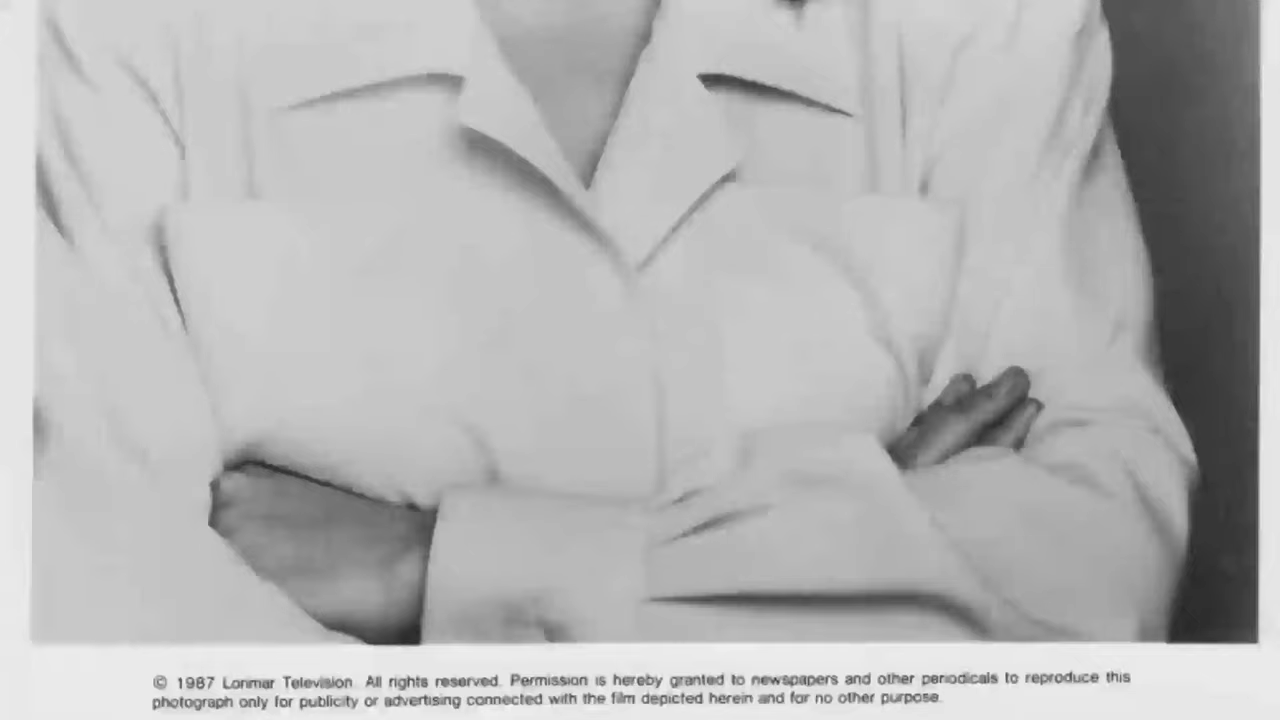 © 1987 Lorimar Television. All rights reserved. Permission is hereby granted to newspapers and other periodicals to reproduce this
photograph only for publicity or advertising connected with the film depicted herein and for no other purpose.